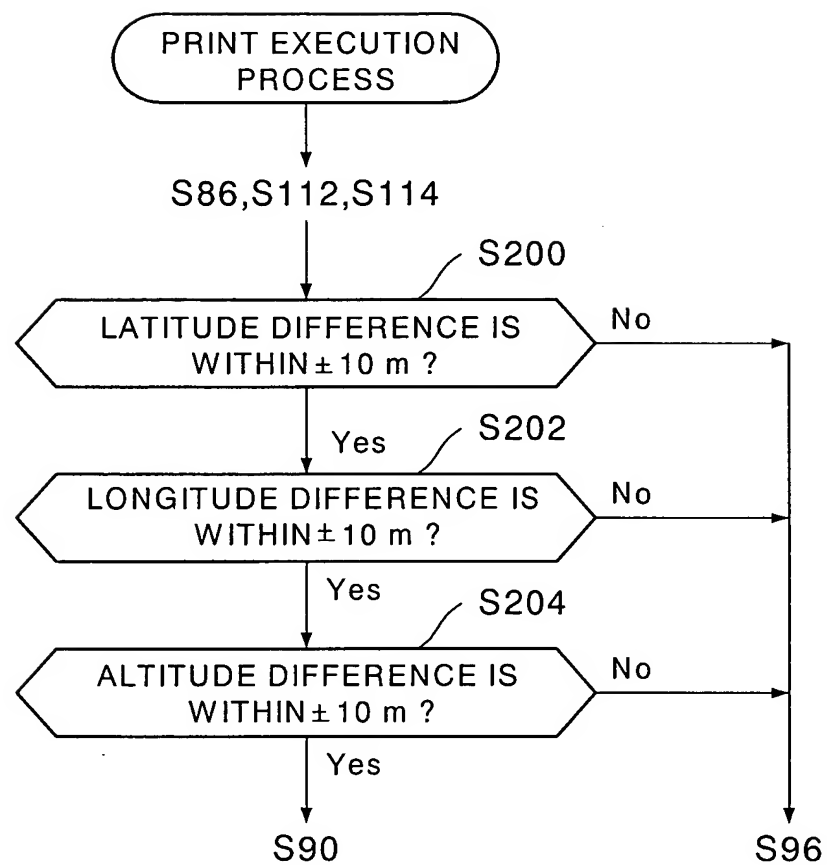 PRINT EXECUTION
PROCESS
S86,S112,S114
S200
LATITUDE DIFFERENCE IS
WITHIN±10 m ?
No
Yes
S202
LONGITUDE DIFFERENCE IS
WITHIN±10 m ?
No
Yes
S204
ALTITUDE DIFFERENCE IS
WITHIN±10 m ?
No
Yes
S90
S96